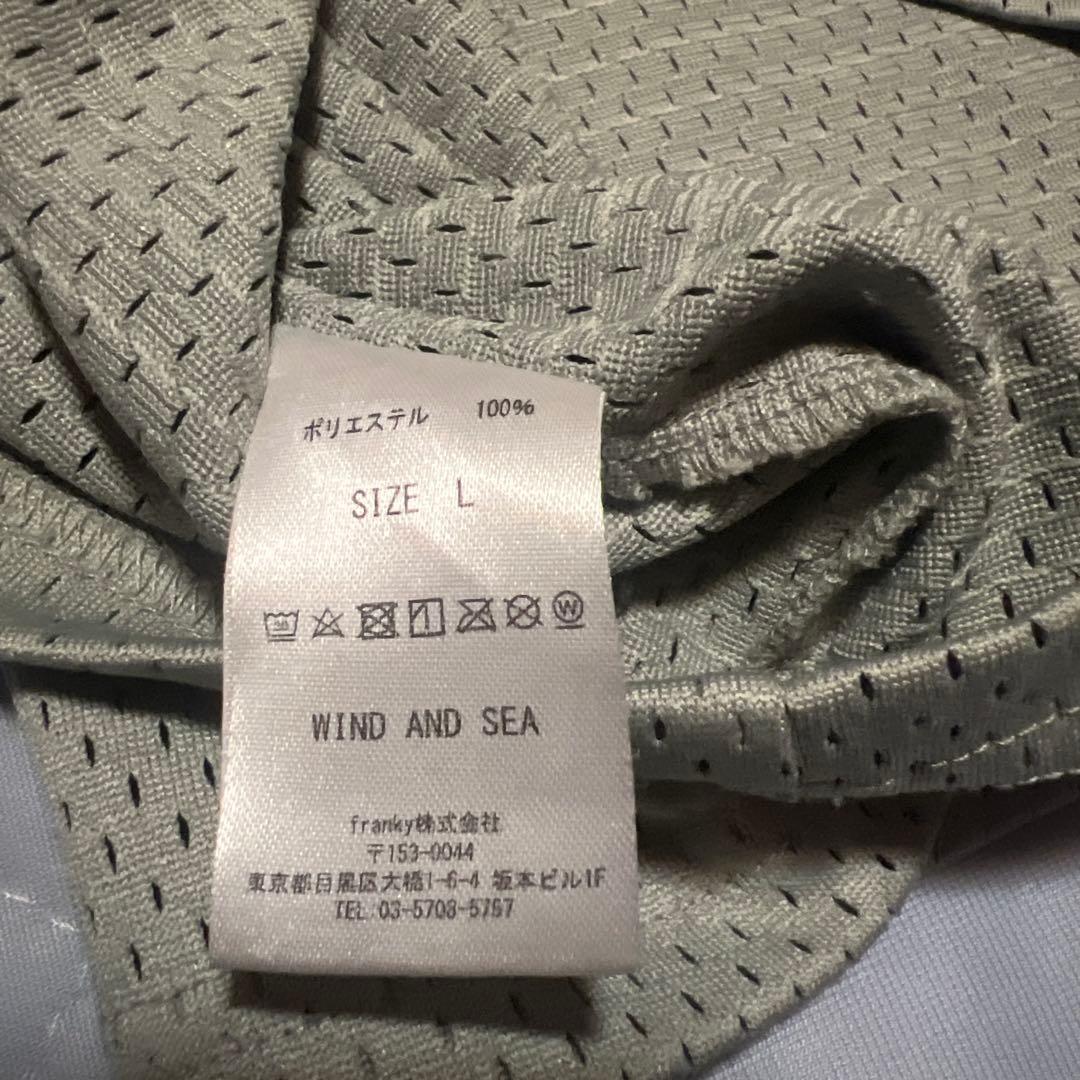 ポリエステル 100%
SIZE L
W
WIND AND SEA
franky株式会社
〒153-0044
東京都目黒区大橋1-6-4 坂本ビル1F
TEL:03-5708-5757